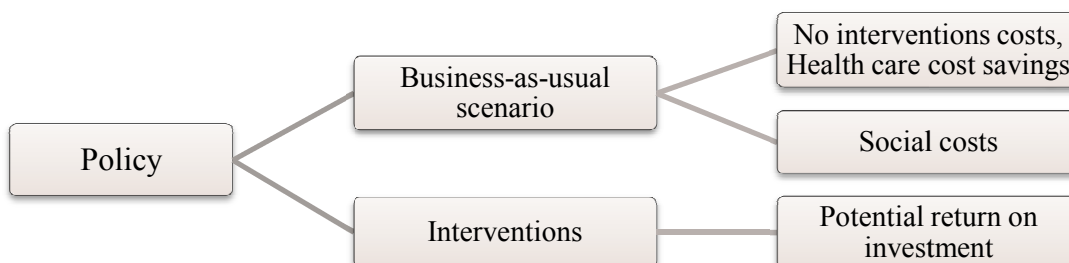 Policy
Business-as-usual
scenario
No interventions costs,
Health care cost savings
Social costs
Interventions
Potential return on
investment